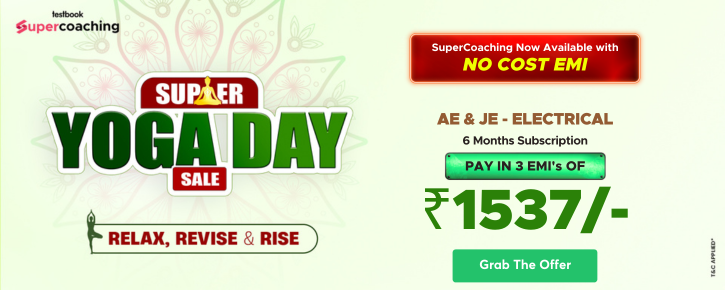 testbook
Supercoaching
SUPER
YOGA DAY
SALE
RELAX, REVISE & RISE
SuperCoaching Now Available with
NO COST EMI
AE & JE - ELECTRICAL
6 Months Subscription
PAY IN 3 EMI's OF
₹1537/-
Grab The Offer
T&C APPLIED*